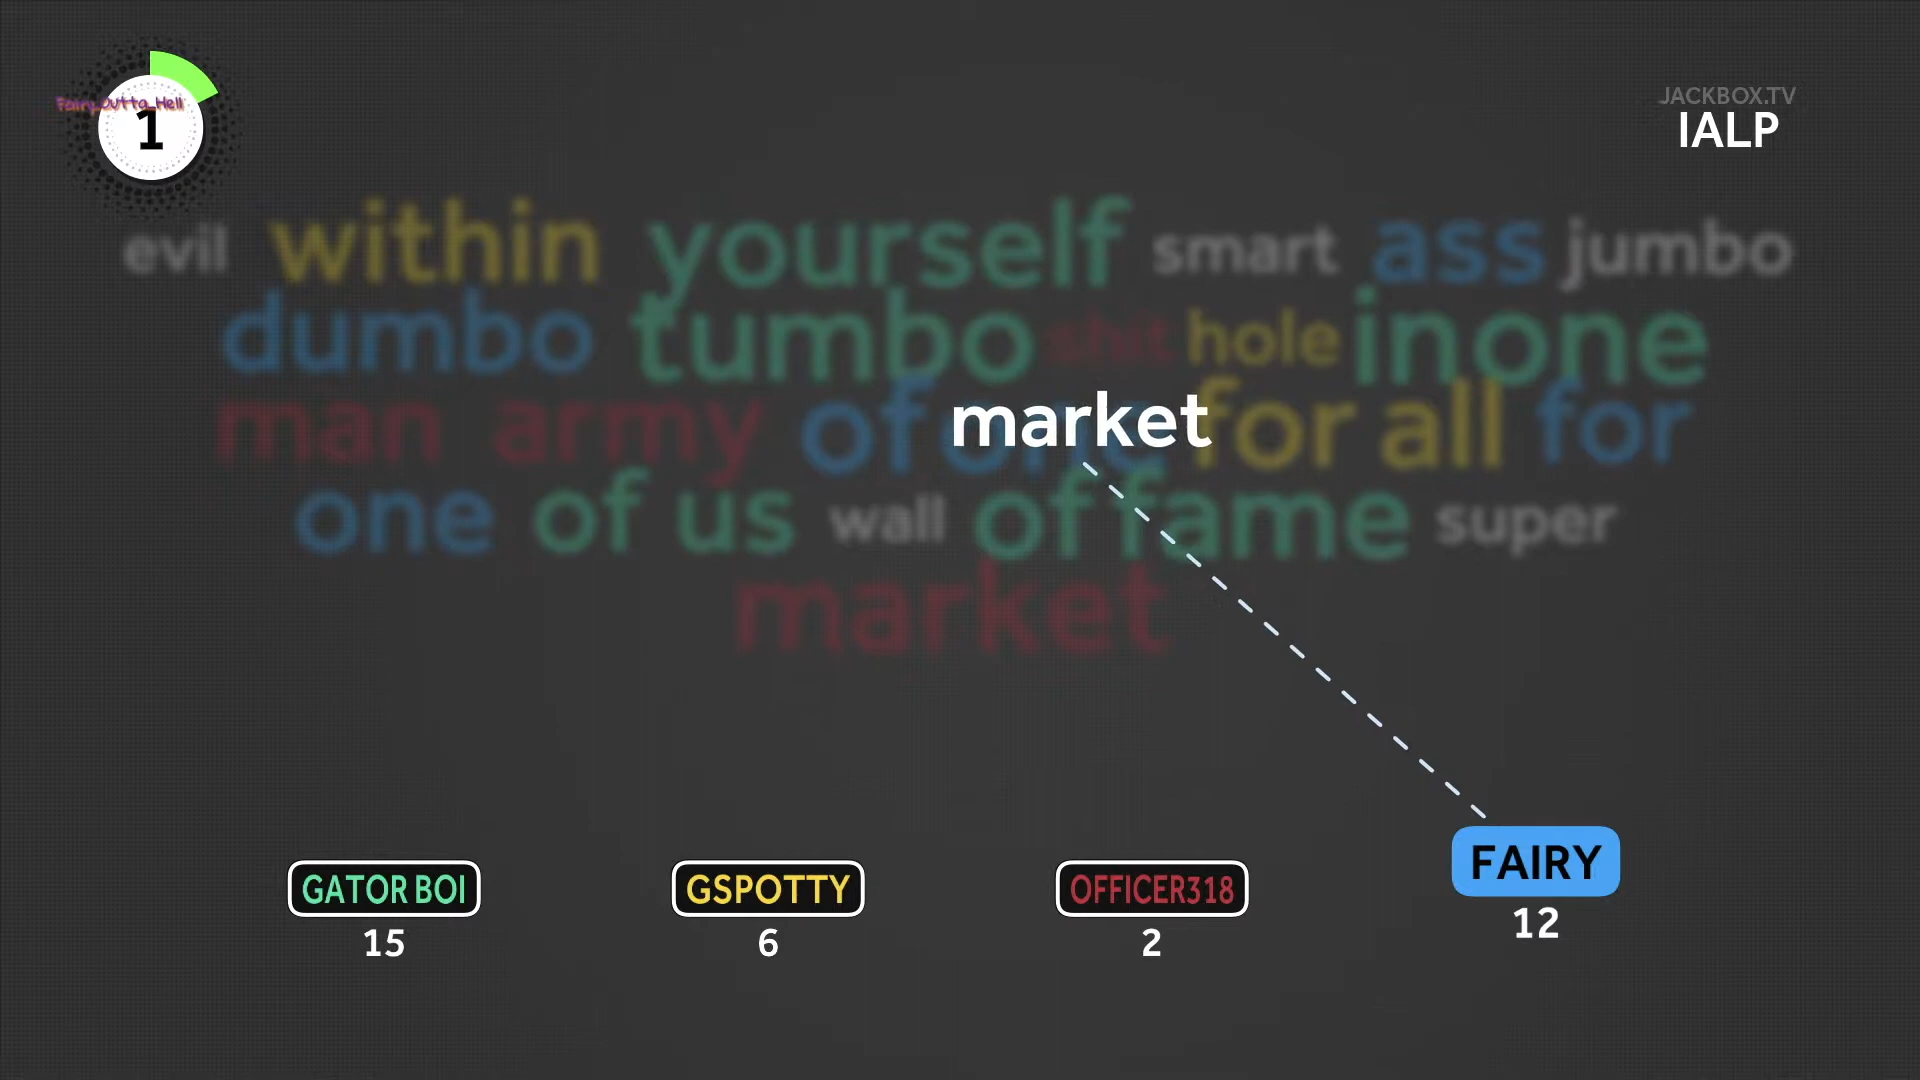 Fairy_Outta_Hell
1
JACKBOX.TV
IALP
evil within yourself smart ass jumbo
dumbo tumbo shit hole inone
man army of one for all for
market
one of us wall of fame super
market
GATOR BOI GSPOTTY OFFICER318 FAIRY
15 6 2 12